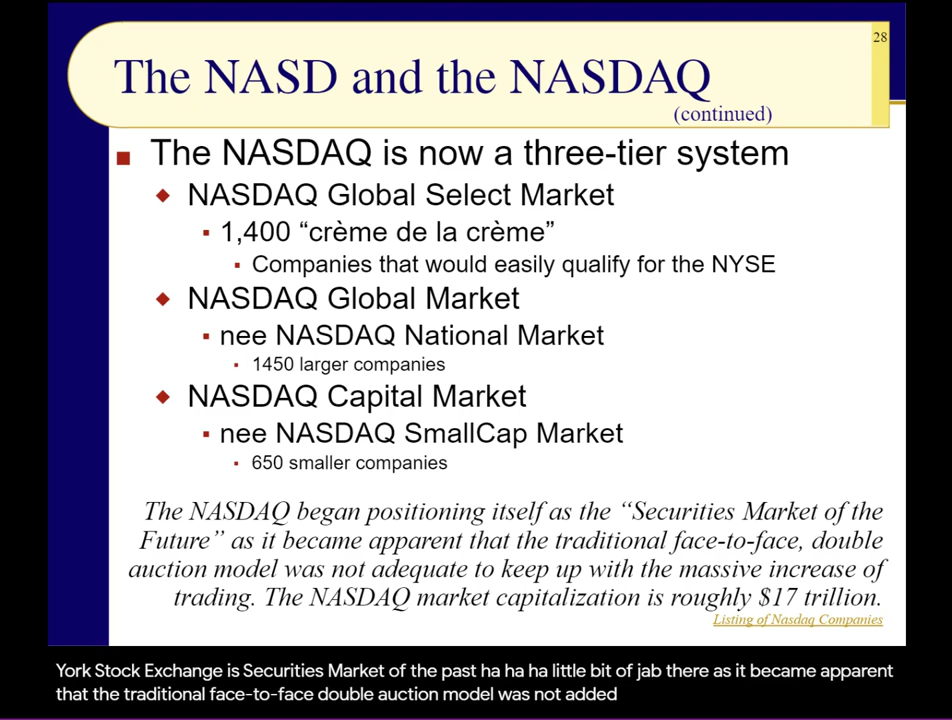 28
The NASD and the NASDAQ
(continued)
The NASDAQ is now a three-tier system
NASDAQ Global Select Market
1,400 “crème de la crème”
Companies that would easily qualify for the NYSE
NASDAQ Global Market
nee NASDAQ National Market
1450 larger companies
NASDAQ Capital Market
nee NASDAQ SmallCap Market
650 smaller companies
The NASDAQ began positioning itself as the “Securities Market of the
Future” as it became apparent that the traditional face-to-face, double
auction model was not adequate to keep up with the massive increase of
trading. The NASDAQ market capitalization is roughly $17 trillion.
Listing of Nasdaq Companies
York Stock Exchange is Securities Market of the past ha ha ha little bit of jab there as it became apparent
that the traditional face-to-face double auction model was not added